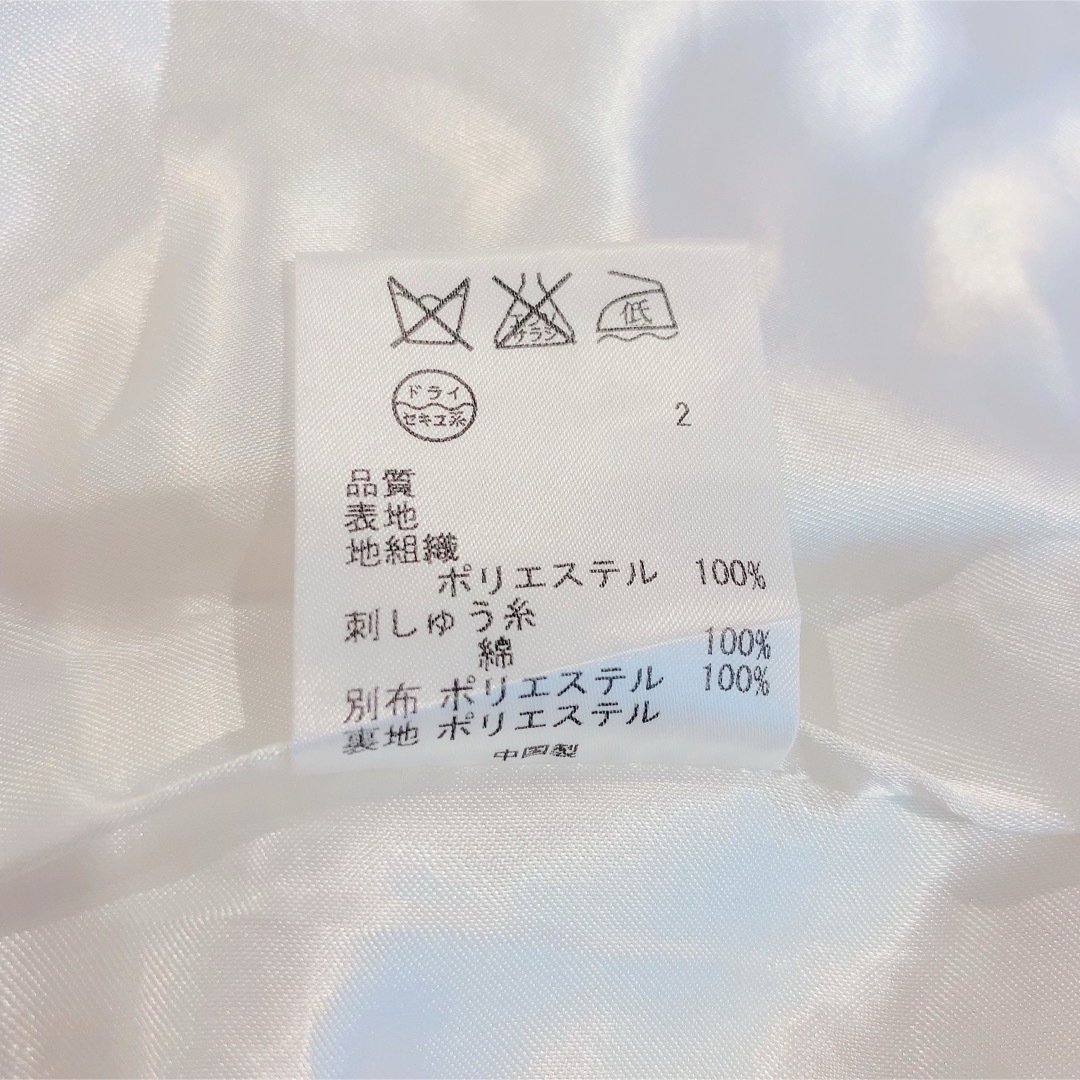 低
ドライ
セキユ系
2
品質
表地
地組織
ポリエステル 100%
刺しゅう糸
綿 100%
別布 ポリエステル 100%
裏地 ポリエステル
中国製